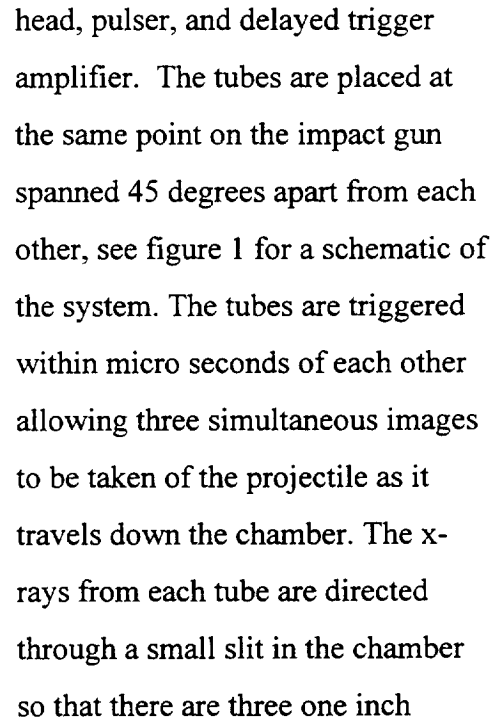 head, pulser, and delayed trigger
amplifier.  The tubes are placed at
the same point on the impact gun
spanned 45 degrees apart from each
other, see figure 1 for a schematic of
the system. The tubes are triggered
within micro seconds of each other
allowing three simultaneous images
to be taken of the projectile as it
travels down the chamber. The x-
rays from each tube are directed
through a small slit in the chamber
so that there are three one inch